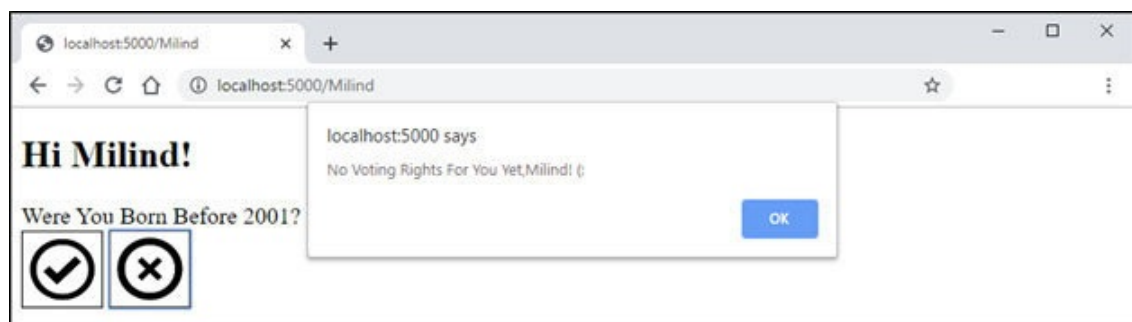 localhost:5000/Milind
localhost:5000/Milind
localhost:5000 says
No Voting Rights For You Yet,Milind! (:
OK
Hi Milind!
Were You Born Before 2001?